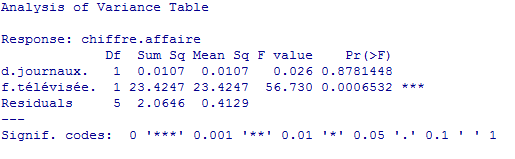 Analysis of Variance Table
Response: chiffre.affaire
Df Sum Sq Mean Sq F value Pr(>F)
d.journaux. 1 0.0107 0.0107 0.026 0.8781448
f.télévisée. 1 23.4247 23.4247 56.730 0.0006532 ***
Residuals 5 2.0646 0.4129
---
Signif. codes: 0 '***' 0.001 '**' 0.01 '*' 0.05 '.' 0.1 ' ' 1